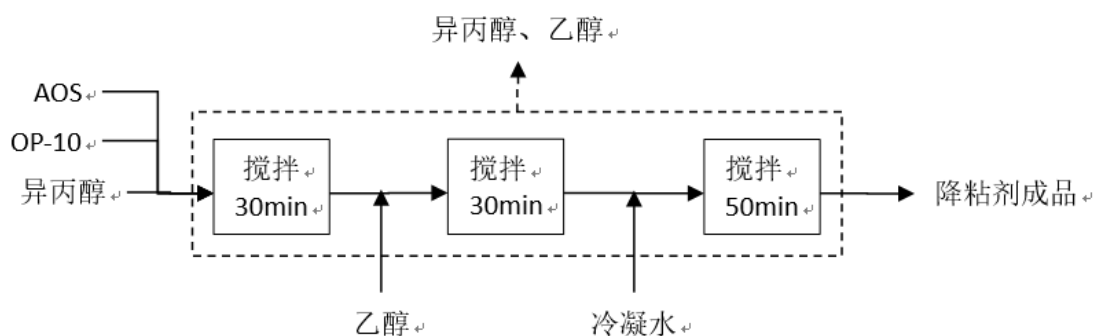 异丙醇、乙醇
AOS
OP-10
异丙醇
搅拌
30min
搅拌
30min
搅拌
50min
降粘剂成品
乙醇
冷凝水